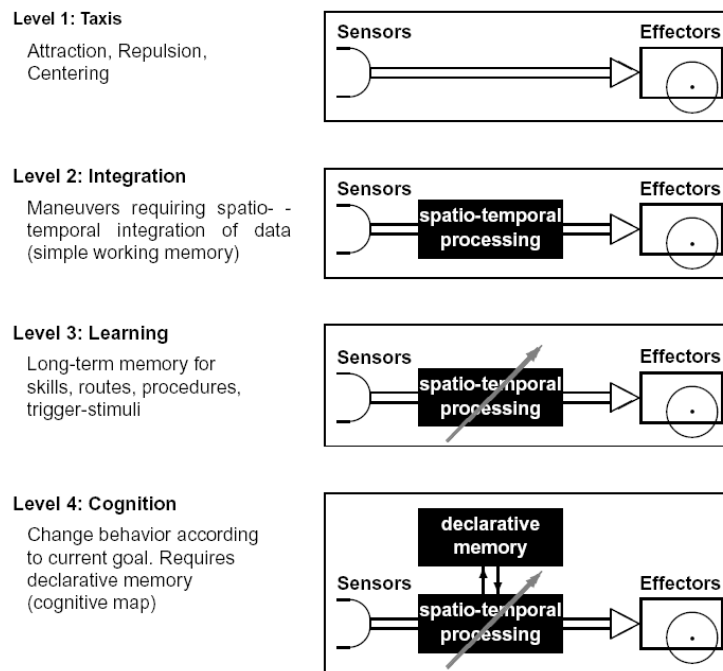 Level 1: Taxis
Attraction, Repulsion,
Centering
Sensors
Effectors
Level 2: Integration
Maneuvers requiring spatio- -
temporal integration of data
(simple working memory)
Sensors
Effectors
spatio-temporal
processing
Level 3: Learning
Long-term memory for
skills, routes, procedures,
trigger-stimuli
Sensors
Effectors
spatio-temporal
processing
Level 4: Cognition
Change behavior according
to current goal. Requires
declarative memory
(cognitive map)
declarative
memory
Sensors
Effectors
spatio-temporal
processing